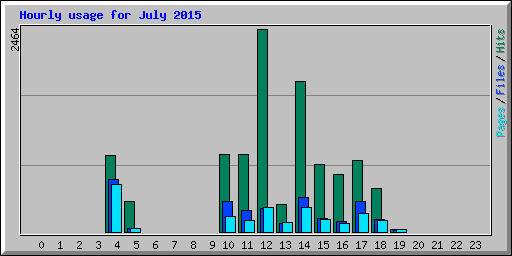 Hourly usage for July 2015
2464
Pages/Files/Hits
0 1 2 3 4 5 6 7 8 9 10 11 12 13 14 15 16 17 18 19 20 21 22 23